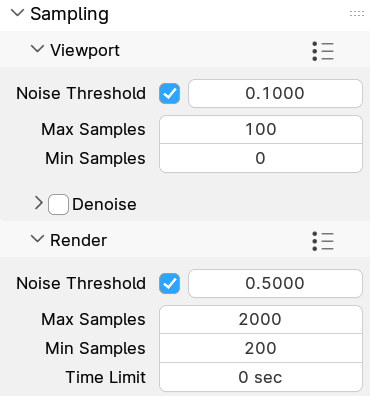 Sampling
Viewport
Noise Threshold 0.1000
Max Samples 100
Min Samples 0
Denoise
Render
Noise Threshold 0.5000
Max Samples 2000
Min Samples 200
Time Limit 0 sec